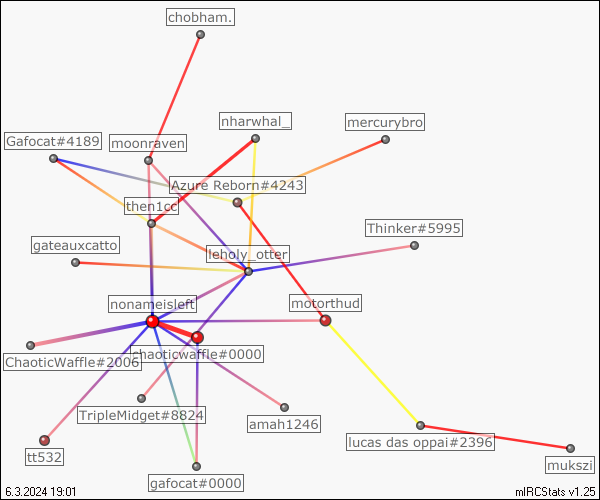 chobham.
nharwhal_
mercurybro
Gafocat#4189
moonraven
Azure Reborn#4243
then1cc
Thinker#5995
gateauxcatto
leholy_otter
nonameisleft
motorthud
chaoticwaffle#0000
ChaoticWaffle#2006
TripleMidget#8824
amah1246
lucas das oppai#2396
tt532
mukszi
gafocat#0000
6.3.2024 19:01
mIRCStats v1.25